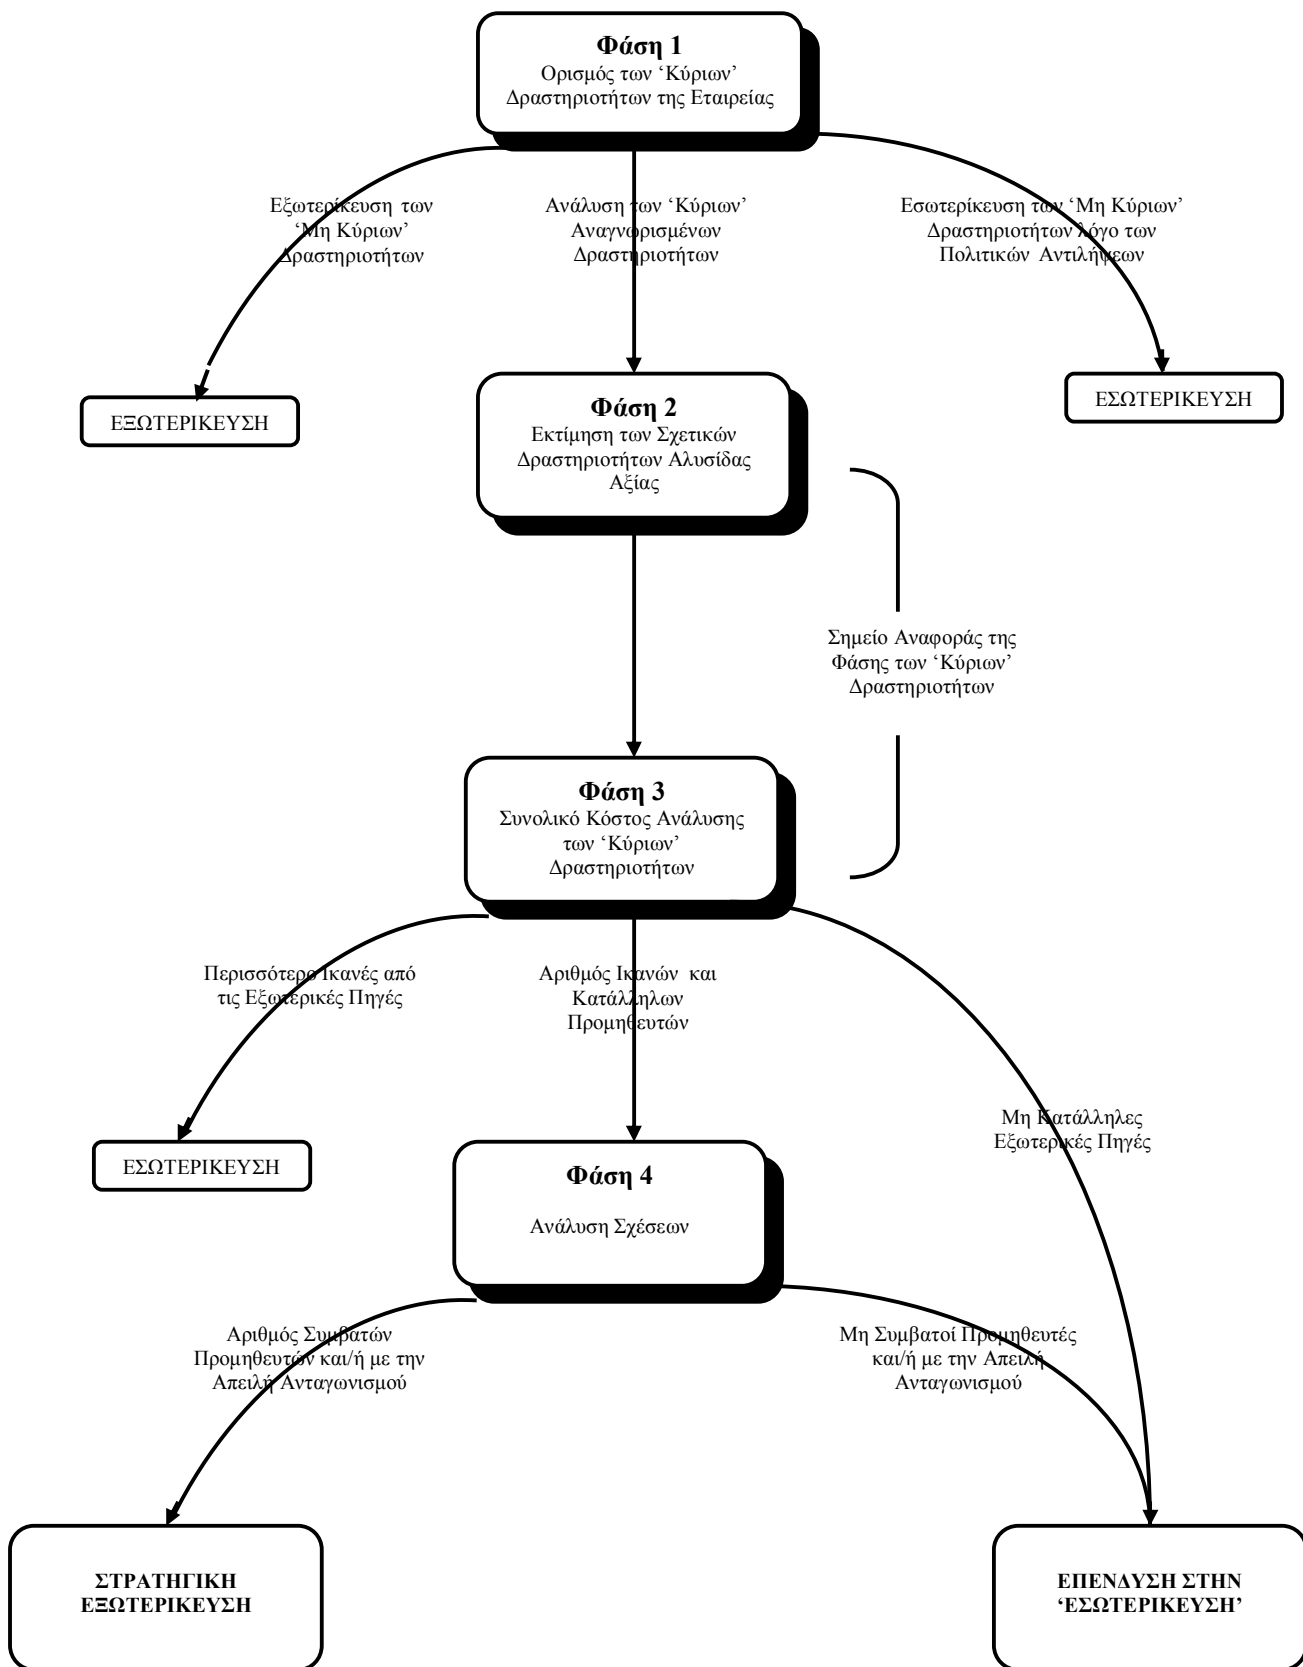 Φάση 1
Ορισμός των ‘Κύριων’
Δραστηριοτήτων της Εταιρείας
Εξωτερίκευση των
‘Μη Κύριων’
Δραστηριοτήτων
Ανάλυση των ‘Κύριων’
Αναγνωρισμένων
Δραστηριοτήτων
Εσωτερίκευση των ‘Μη Κύριων’
Δραστηριοτήτων λόγο των
Πολιτικών Αντιλήψεων
ΕΞΩΤΕΡΙΚΕΥΣΗ
Φάση 2
Εκτίμηση των Σχετικών
Δραστηριοτήτων Αλυσίδας
Αξίας
ΕΣΩΤΕΡΙΚΕΥΣΗ
Σημείο Αναφοράς της
Φάσης των ‘Κύριων’
Δραστηριοτήτων
Φάση 3
Συνολικό Κόστος Ανάλυσης
των ‘Κύριων’
Δραστηριοτήτων
Περισσότερο Ικανές από
τις Εξωτερικές Πηγές
Αριθμός Ικανών και
Κατάλληλων
Προμηθευτών
Μη Κατάλληλες
Εξωτερικές Πηγές
ΕΣΩΤΕΡΙΚΕΥΣΗ
Φάση 4
Ανάλυση Σχέσεων
Αριθμός Συμβατών
Προμηθευτών και/ή με την
Απειλή Ανταγωνισμού
Μη Συμβατοί Προμηθευτές
και/ή με την Απειλή
Ανταγωνισμού
ΣΤΡΑΤΗΓΙΚΗ
ΕΞΩΤΕΡΙΚΕΥΣΗ
ΕΠΕΝΔΥΣΗ ΣΤΗΝ
‘ΕΣΩΤΕΡΙΚΕΥΣΗ’